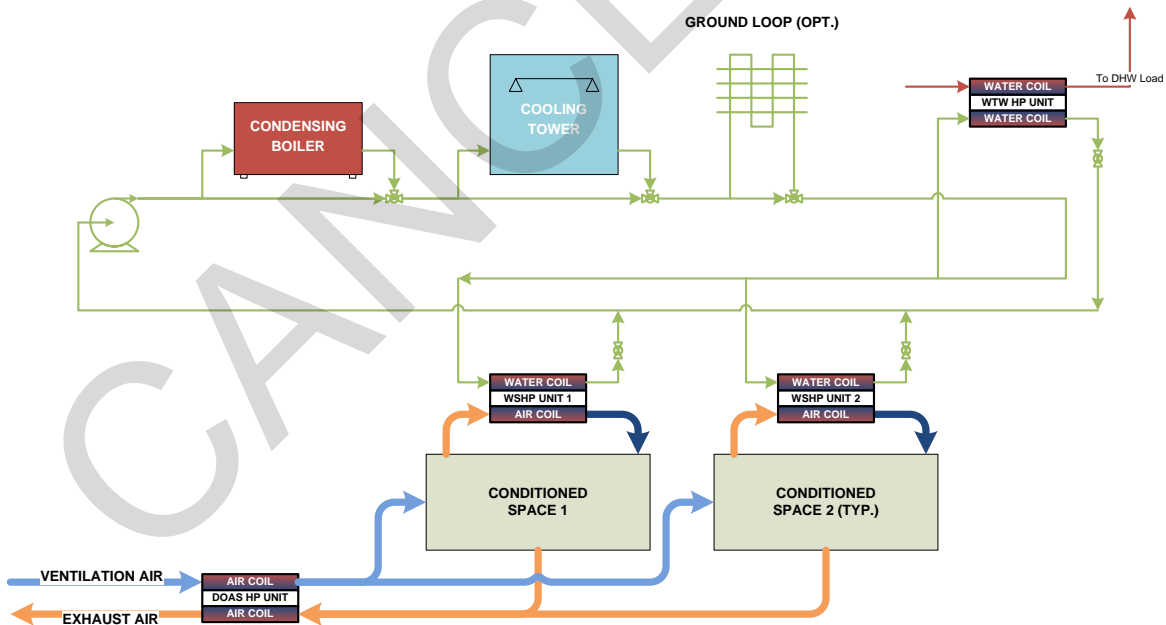 GROUND LOOP (OPT.)
To DHW Load
WATER COIL
WTW HP UNIT
WATER COIL
CONDENSING
BOILER
COOLING
TOWER
WATER COIL
WSHP UNIT 1
AIR COIL
WATER COIL
WSHP UNIT 2
AIR COIL
CONDITIONED
SPACE 1
CONDITIONED
SPACE 2 (TYP.)
VENTILATION AIR
AIR COIL
DOAS HP UNIT
AIR COIL
EXHAUST AIR
CANCE